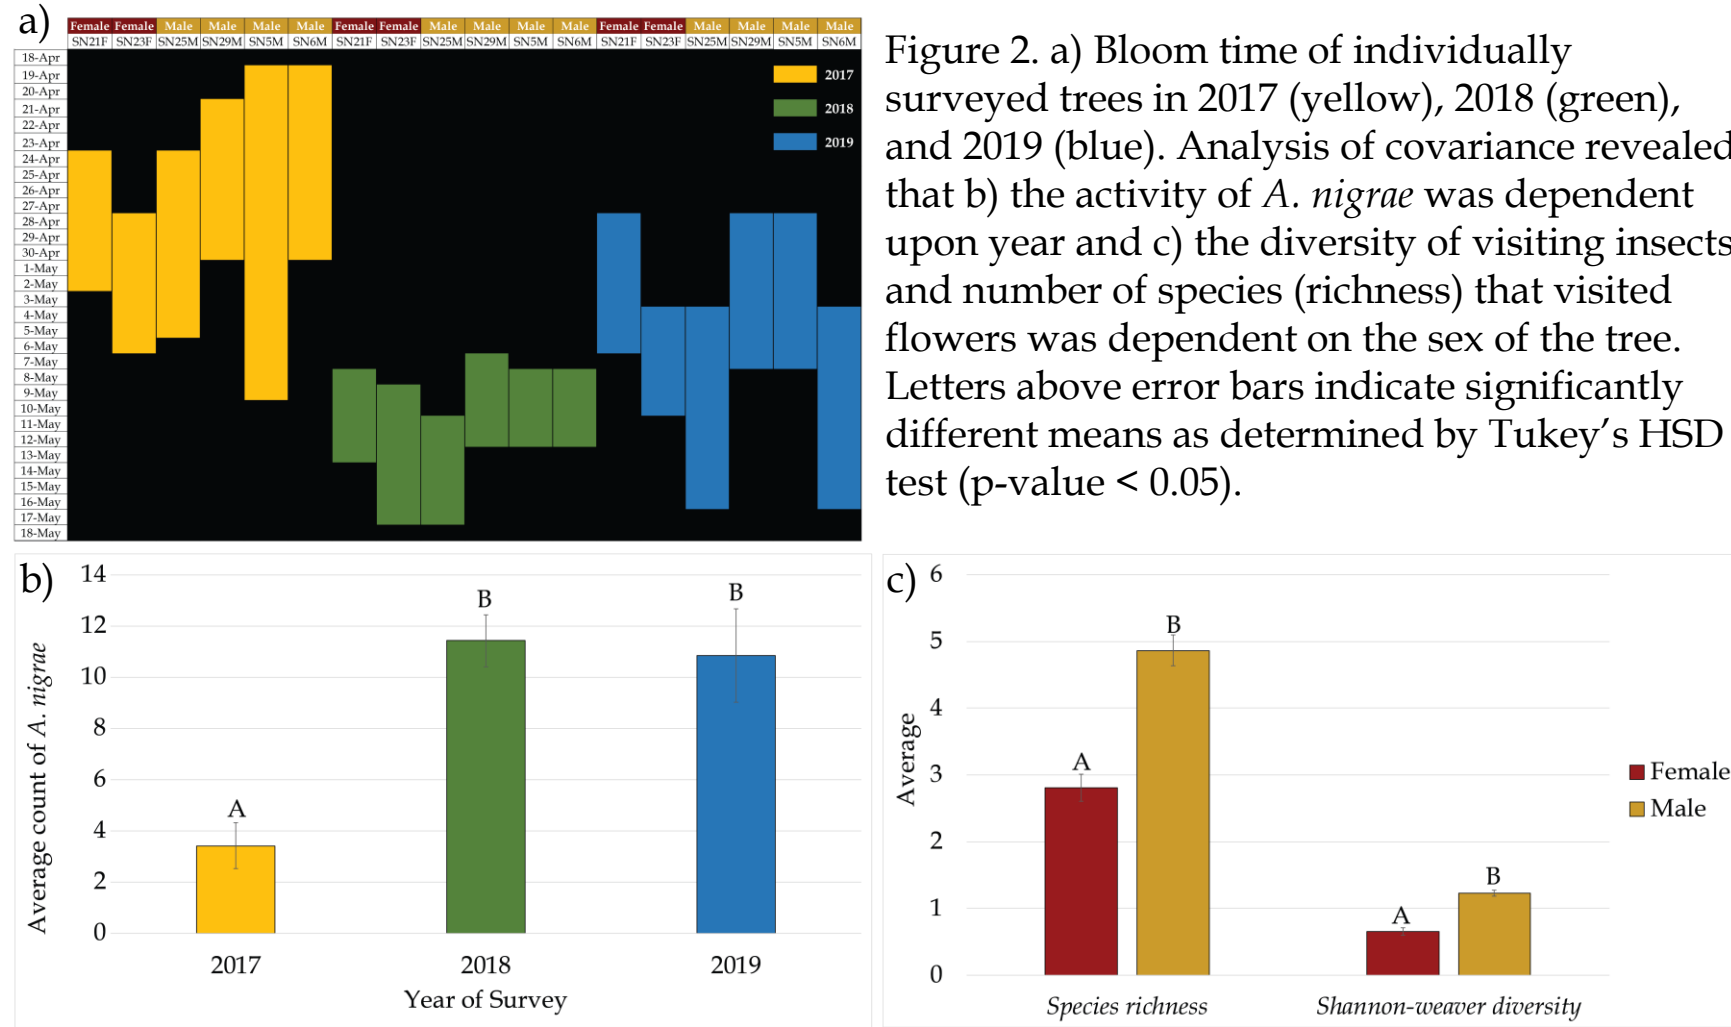 a)
Female Female Male Male Male Male Female Female Male Male Male Male Female Female Male Male Male Male
SN21F SN23F SN25M SN29M SN5M SN6M SN21F SN23F SN25M SN29M SN5M SN6M SN21F SN23F SN25M SN29M SN5M SN6M
18-Apr
19-Apr
20-Apr
21-Apr
22-Apr
23-Apr
24-Apr
25-Apr
26-Apr
27-Apr
28-Apr
29-Apr
30-Apr
1-May
2-May
3-May
4-May
5-May
6-May
7-May
8-May
9-May
10-May
11-May
12-May
13-May
14-May
15-May
16-May
17-May
18-May
2017
2018
2019
Figure 2. a) Bloom time of individually
surveyed trees in 2017 (yellow), 2018 (green),
and 2019 (blue). Analysis of covariance revealed
that b) the activity of A. nigrae was dependent
upon year and c) the diversity of visiting insects
and number of species (richness) that visited
flowers was dependent on the sex of the tree.
Letters above error bars indicate significantly
different means as determined by Tukey's HSD
test (p-value < 0.05).
b)
Average count of A. nigrae
14
12
10
8
6
4
2
0
A
B
B
2017 2018 2019
Year of Survey
c)
Average
6
5
4
3
2
1
0
A
B
A
B
Species richness Shannon-weaver diversity
Female
Male